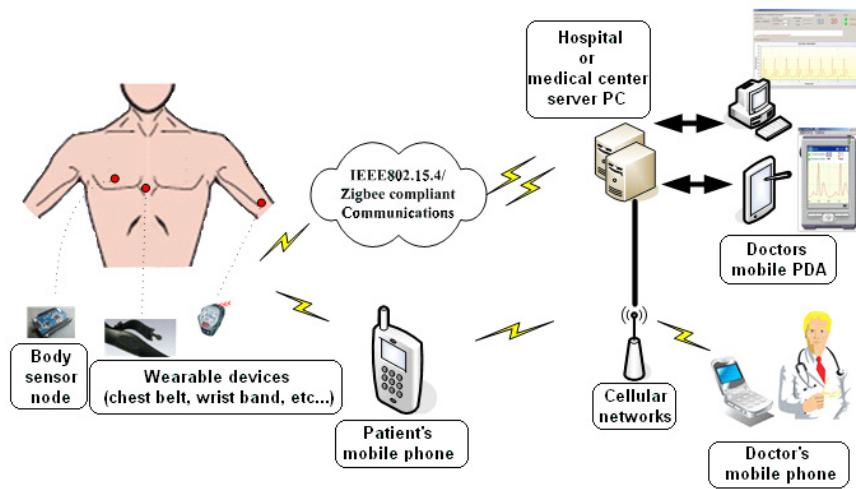 Hospital
or
medical center
server PC
IEEE802.15.4/
Zigbee compliant
Communications
Doctors
mobile PDA
Body
sensor
node
Wearable devices
(chest belt, wrist band, etc...)
Patient's
mobile phone
Cellular
networks
Doctor's
mobile phone